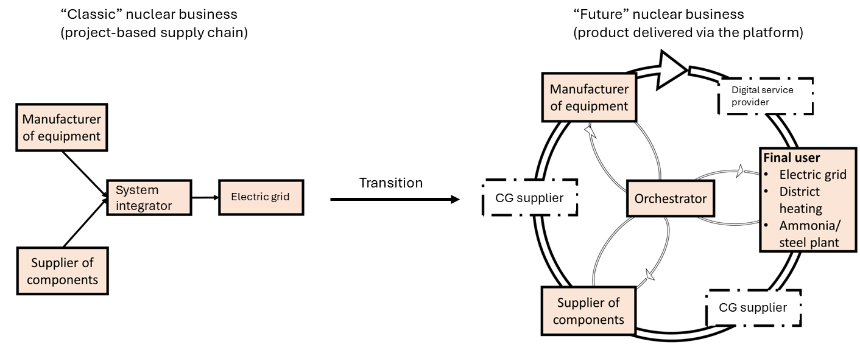 “Classic” nuclear business
(project-based supply chain)
Manufacturer
of equipment
System
integrator
Electric grid
Supplier of
components
Transition
“Future” nuclear business
(product delivered via the platform)
Manufacturer
of equipment
Digital service
provider
Final user
• Electric grid
• District
heating
• Ammonia/
steel plant
CG supplier
Orchestrator
Supplier of
components
CG supplier